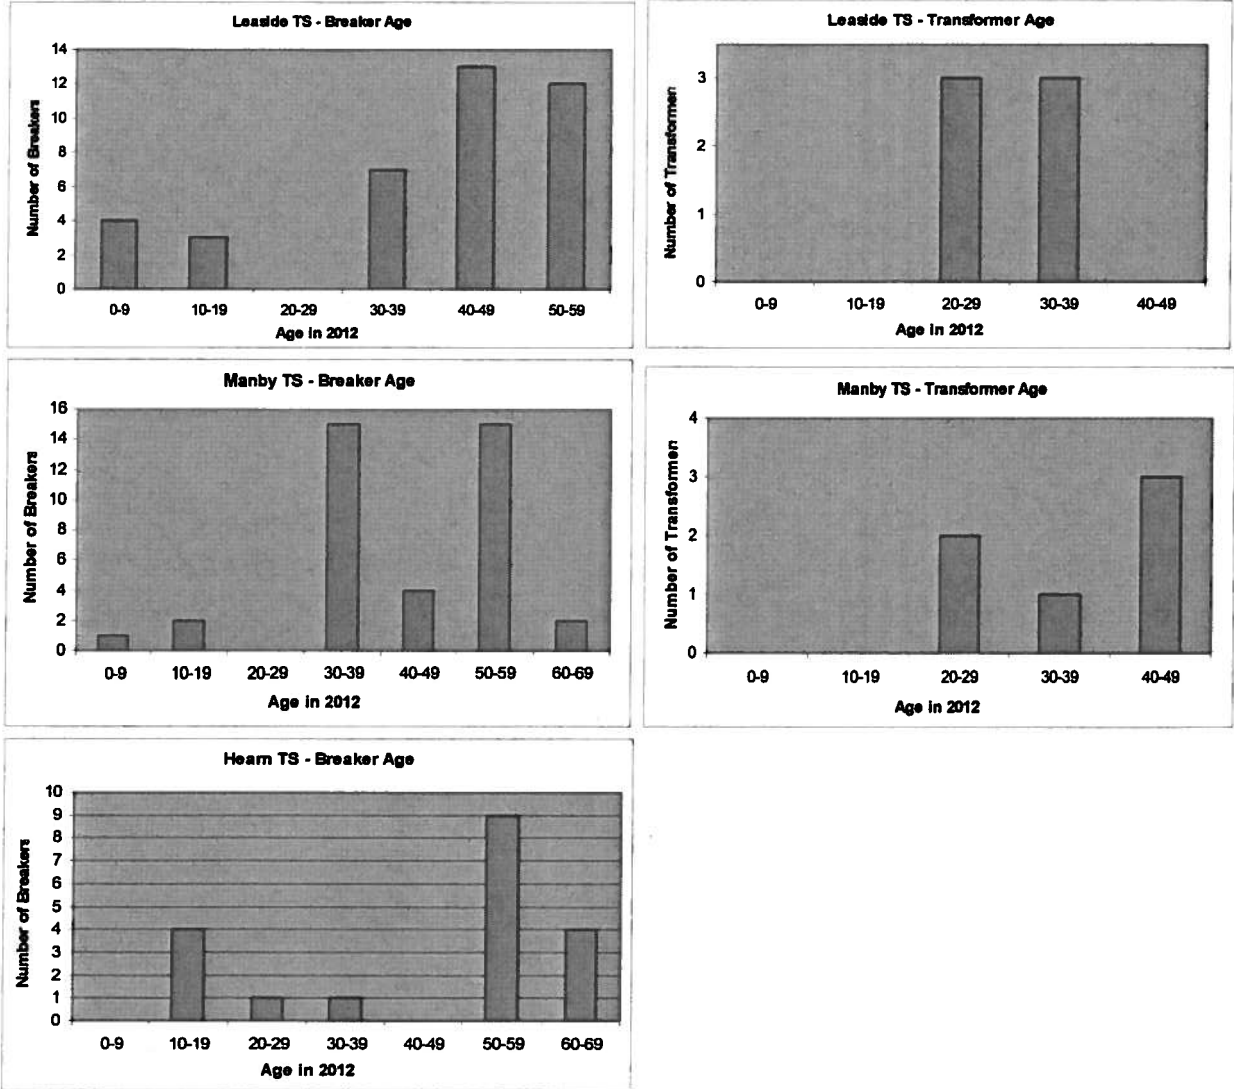 Leaside TS - Breaker Age
Number of Breakers
14
12
10
8
6
4
2
0
0-9 10-19 20-29 30-39 40-49 50-59
Age in 2012
Leaside TS - Transformer Age
Number of Transformen
3
2
1
0
0-9 10-19 20-29 30-39 40-49
Age in 2012
Manby TS - Breaker Age
Number of Breakers
16
14
12
10
8
6
4
2
0
0-9 10-19 20-29 30-39 40-49 50-59 60-69
Age in 2012
Manby TS - Transformer Age
Number of Transformen
4
3
2
1
0
0-9 10-19 20-29 30-39 40-49
Age in 2012
Hearn TS - Breaker Age
Number of Breakers
10
9
8
7
6
5
4
3
2
1
0
0-9 10-19 20-29 30-39 40-49 50-59 60-69
Age in 2012